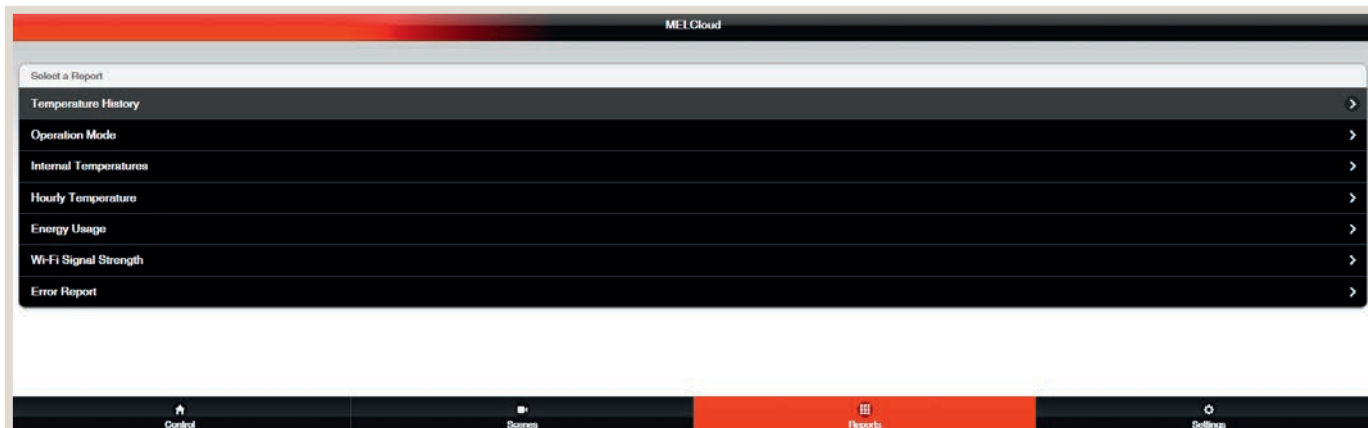 MELCloud
Select a Report
Temperature History
Operation Mode
Internal Temperatures
Hourly Temperature
Energy Usage
Wi-Fi Signal Strength
Error Report
Control Scenes Reports Settings